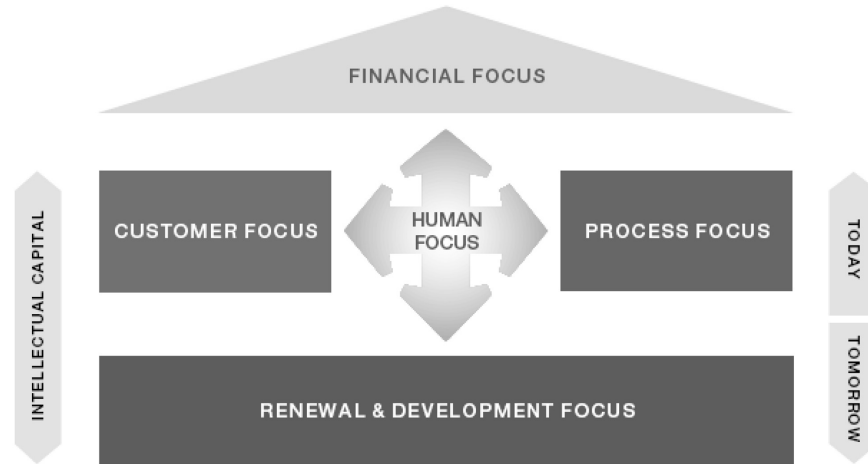 FINANCIAL FOCUS
INTELLECTUAL CAPITAL
CUSTOMER FOCUS
HUMAN
FOCUS
PROCESS FOCUS
TODAY
RENEWAL & DEVELOPMENT FOCUS
TOMORROW